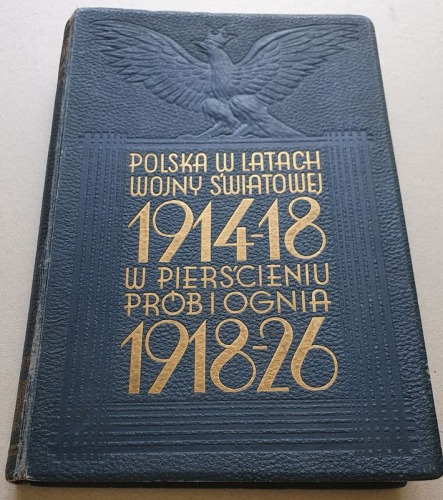 POLSKA W LATACH
WOJNY ŚWIATOWEJ
1914-18
W PIERŚCIENIU
PRÓB I OGNIA
1918-26